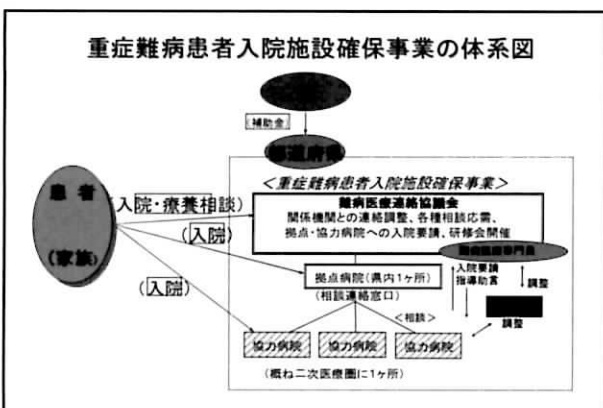 重症難病患者入院施設確保事業の体系図
(補助金)
都道府県
<重症難病患者入院施設確保事業>
患者
(家族)
(入院・療養相談)
難病医療連絡協議会
関係機関との連絡調整、各種相談応需、
拠点・協力病院への入院要請、研修会開催
(入院)
難病医療専門員
拠点病院(県内1ヶ所)
(相談連絡窓口)
入院要請
指導助言
調整
(入院)
<相談>
調整
協力病院
協力病院
協力病院
(概ね二次医療圏に1ヶ所)